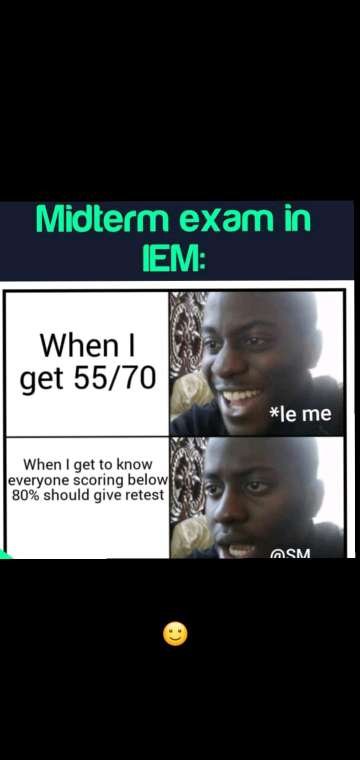 Midterm exam in
IEM:
When I
get 55/70
*le me
When I get to know
everyone scoring below
80% should give retest
@SM